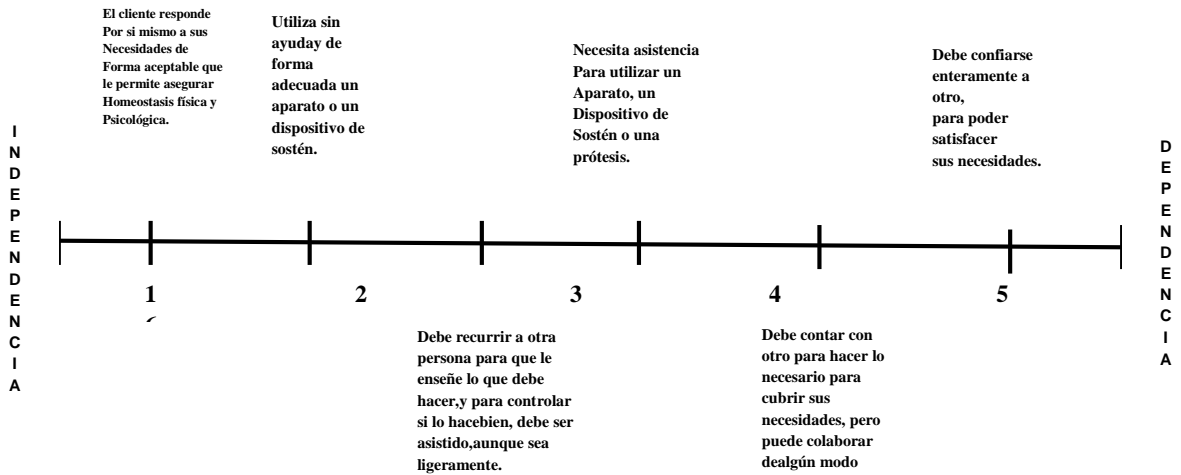 El cliente responde
Por si mismo a sus
Necesidades de
Forma aceptable que
le permite asegurar
Homeostasis física y
Psicológica.
Utiliza sin
ayuday de
forma
adecuada un
aparato o un
dispositivo de
sostén.
Necesita asistencia
Para utilizar un
Aparato, un
Dispositivo de
Sostén o una
prótesis.
Debe confiarse
enteramente a
otro,
para poder
satisfacer
sus necesidades.
INDEPENDENCIA
DEPENDENCIA
1 2 3 4 5
Debe recurrir a otra
persona para que le
enseñe lo que debe
hacer,y para controlar
si lo hacebien, debe ser
asistido,aunque sea
ligeramente.
Debe contar con
otro para hacer lo
necesario para
cubrir sus
necesidades, pero
puede colaborar
dealgún modo